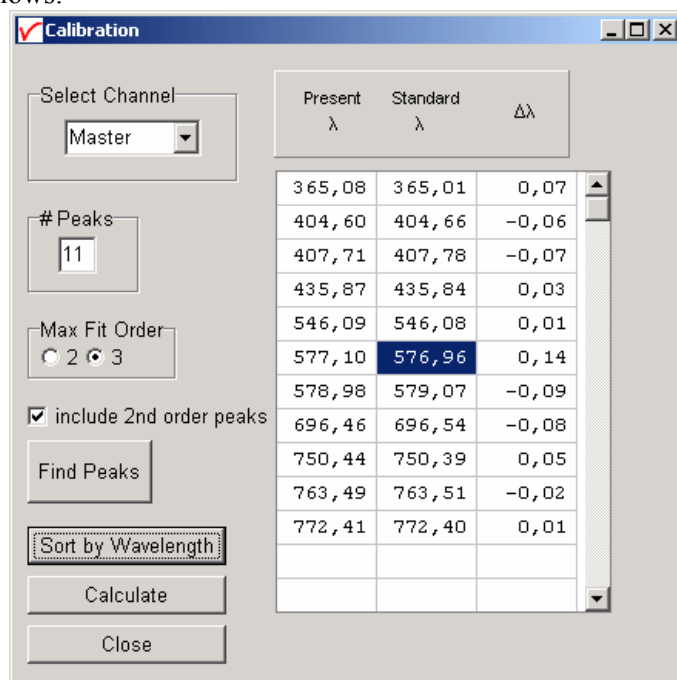 Calibration
Select Channel
Master
# Peaks
11
Max Fit Order
2 3
include 2nd order peaks
Find Peaks
Sort by Wavelength
Calculate
Close
Present Standard Δλ
λ λ
365,08 365,01 0,07
404,60 404,66 -0,06
407,71 407,78 -0,07
435,87 435,84 0,03
546,09 546,08 0,01
577,10 576,96 0,14
578,98 579,07 -0,09
696,46 696,54 -0,08
750,44 750,39 0,05
763,49 763,51 -0,02
772,41 772,40 0,01